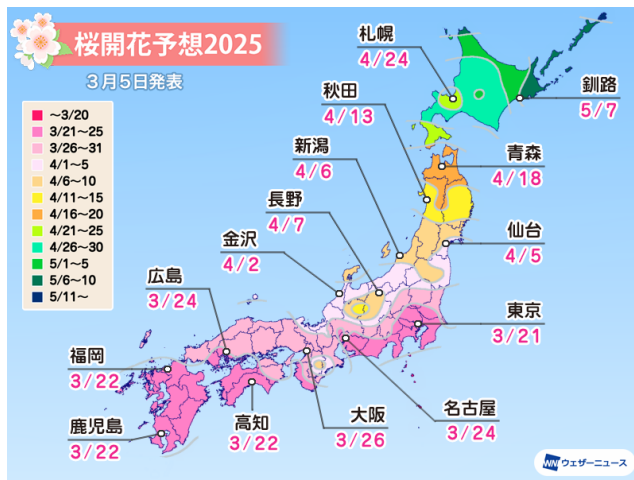 桜開花予想2025
3月5日発表
～3/20
3/21～25
3/26～31
4/1～5
4/6～10
4/11～15
4/16～20
4/21～25
4/26～30
5/1～5
5/6～10
5/11～
札幌
4/24
釧路
5/7
秋田
4/13
新潟
4/6
青森
4/18
長野
4/7
仙台
4/5
金沢
4/2
広島
3/24
東京
3/21
福岡
3/22
鹿児島
3/22
高知
3/22
大阪
3/26
名古屋
3/24
WNI ウェザーニュース